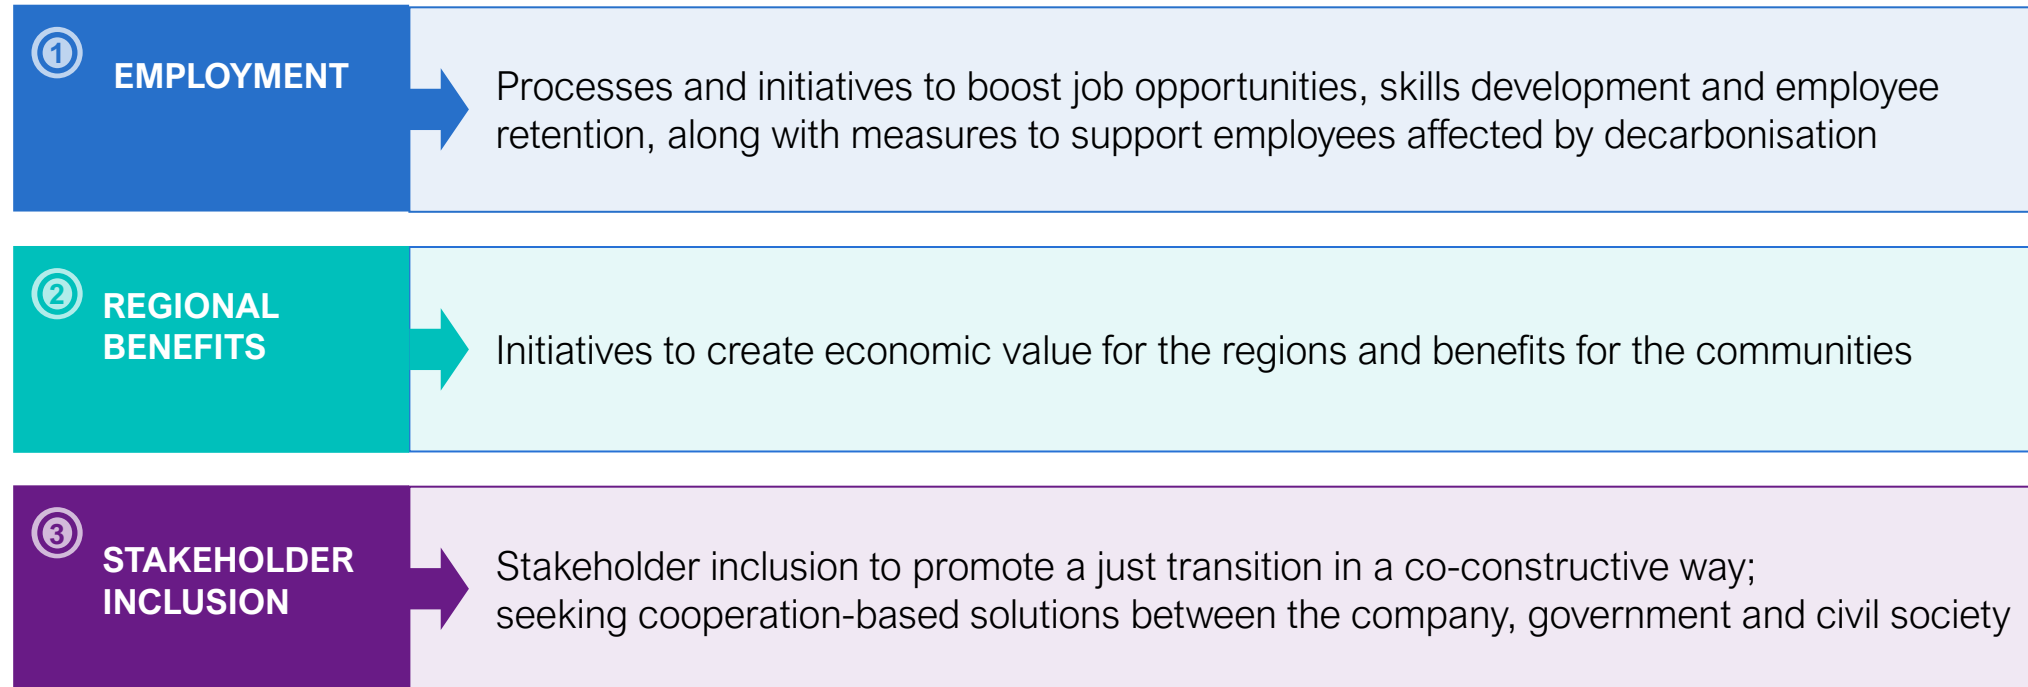 1
EMPLOYMENT
Processes and initiatives to boost job opportunities, skills development and employee
retention, along with measures to support employees affected by decarbonisation
2
REGIONAL
BENEFITS
Initiatives to create economic value for the regions and benefits for the communities
3
STAKEHOLDER
INCLUSION
Stakeholder inclusion to promote a just transition in a co-constructive way;
seeking cooperation-based solutions between the company, government and civil society